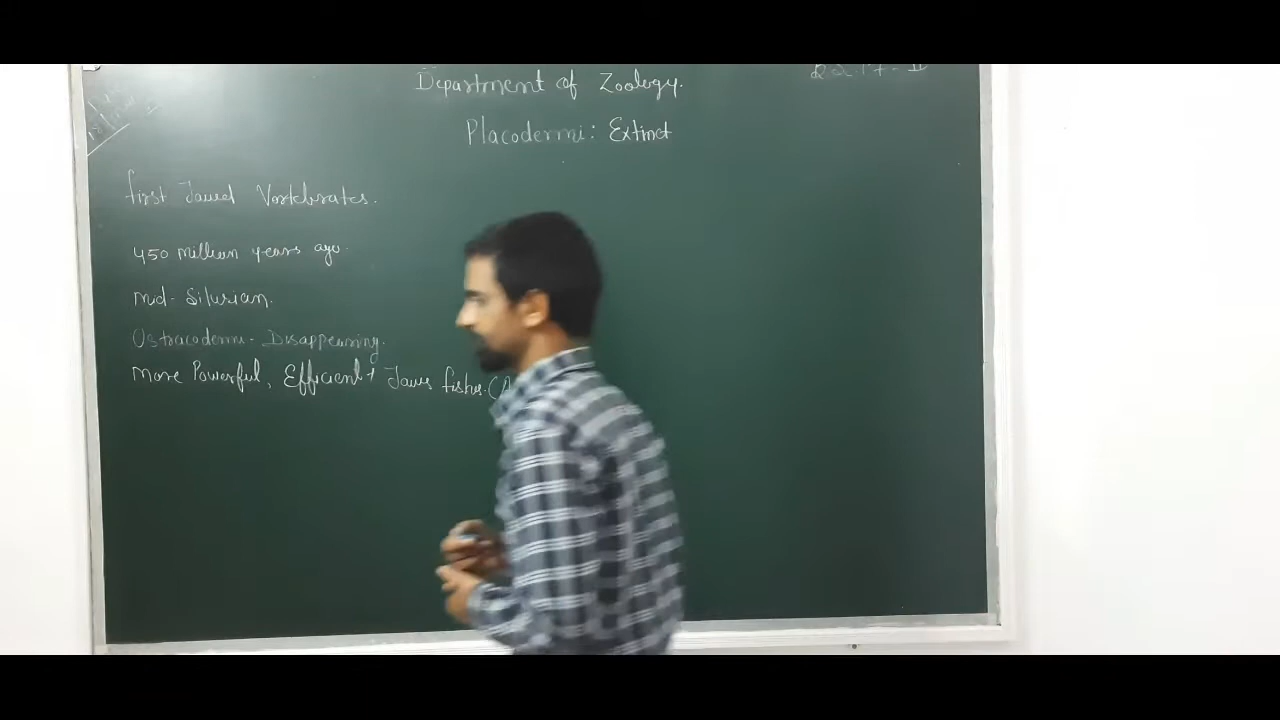 Department of Zoology.
Placodermi: Extinct
First Jawed Vertebrates.
450 million years ago.
Mid- Silurian.
Ostracodermi- Disappearing.
More Powerful, Efficient Jaws fishes. (A